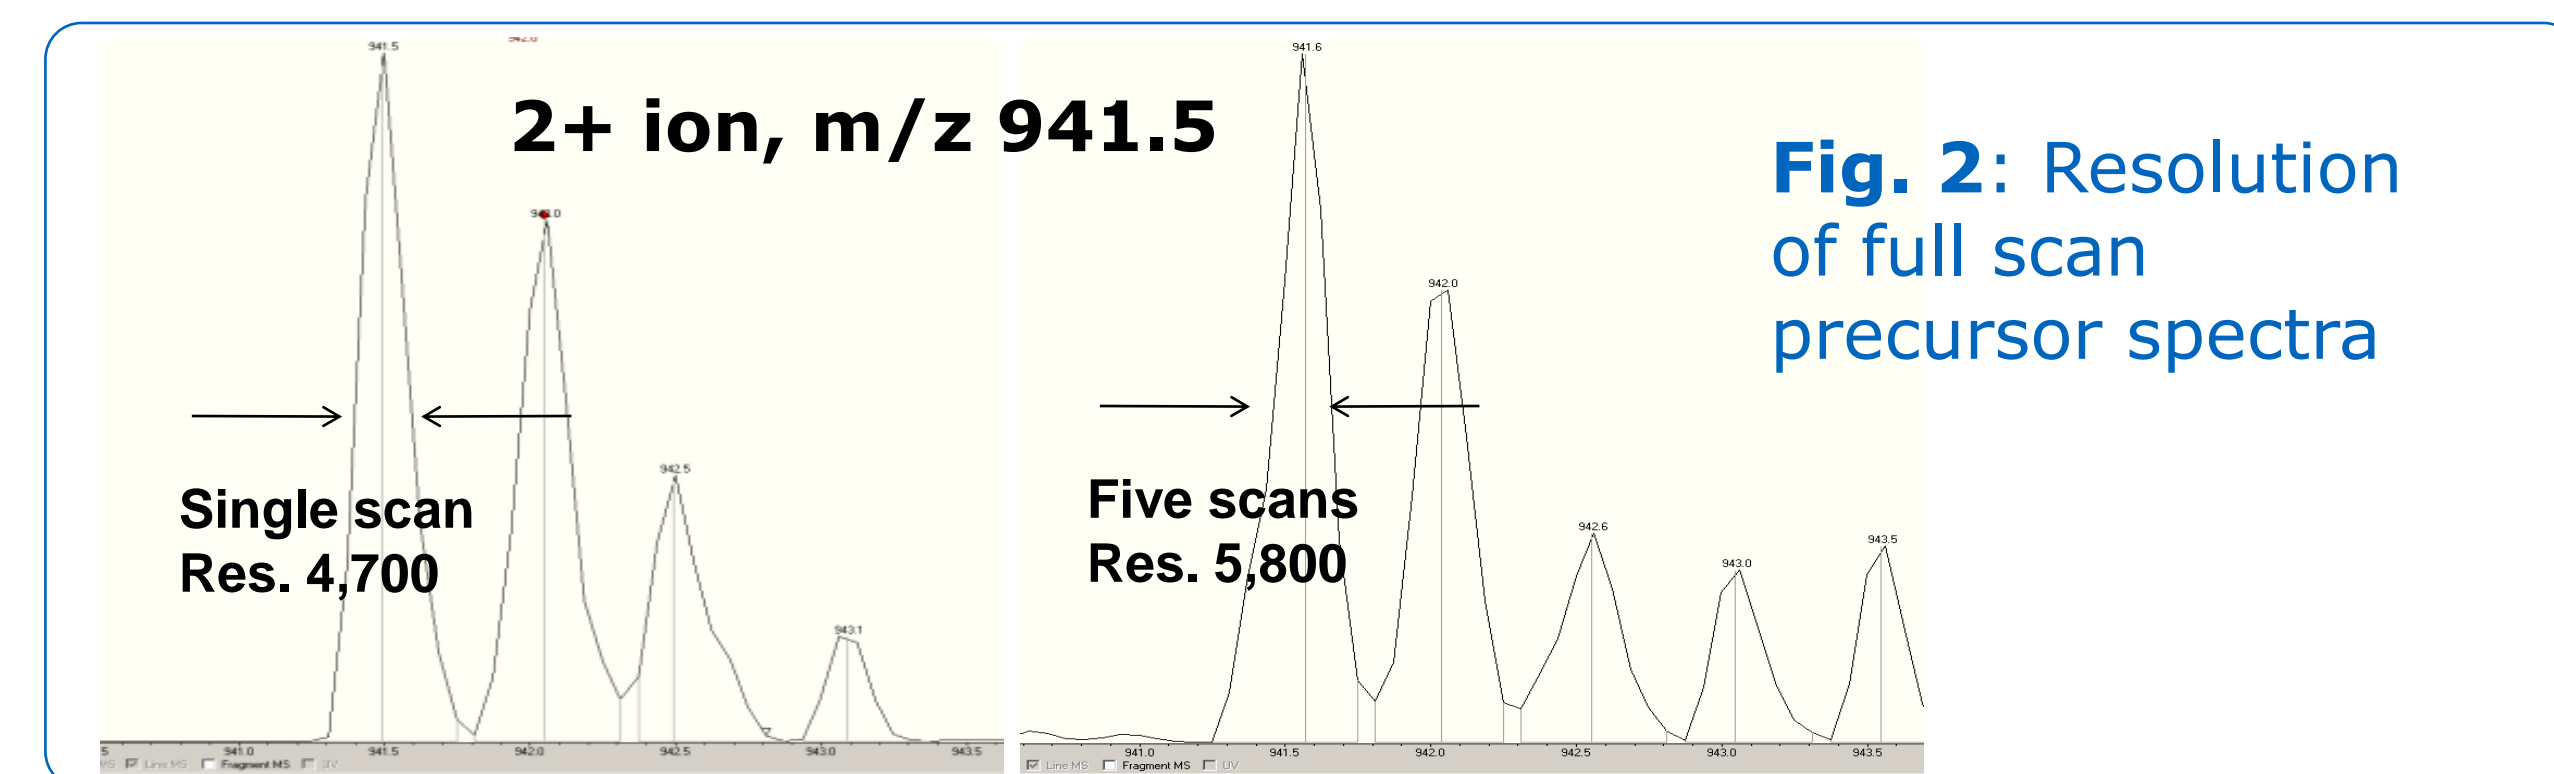 941.5
942.0
2+ ion, m/z 941.5
942.5
943.1
Single scan
Res. 4,700
941.0
941.5
942.0
942.5
943.0
943.5
MS
Line MS
Fragment MS
UV
941.6
942.0
942.6
943.0
943.5
Five scans
Res. 5,800
941.0
941.5
942.0
942.5
943.0
943.5
Line MS
Fragment MS
UV
Fig. 2: Resolution
of full scan
precursor spectra